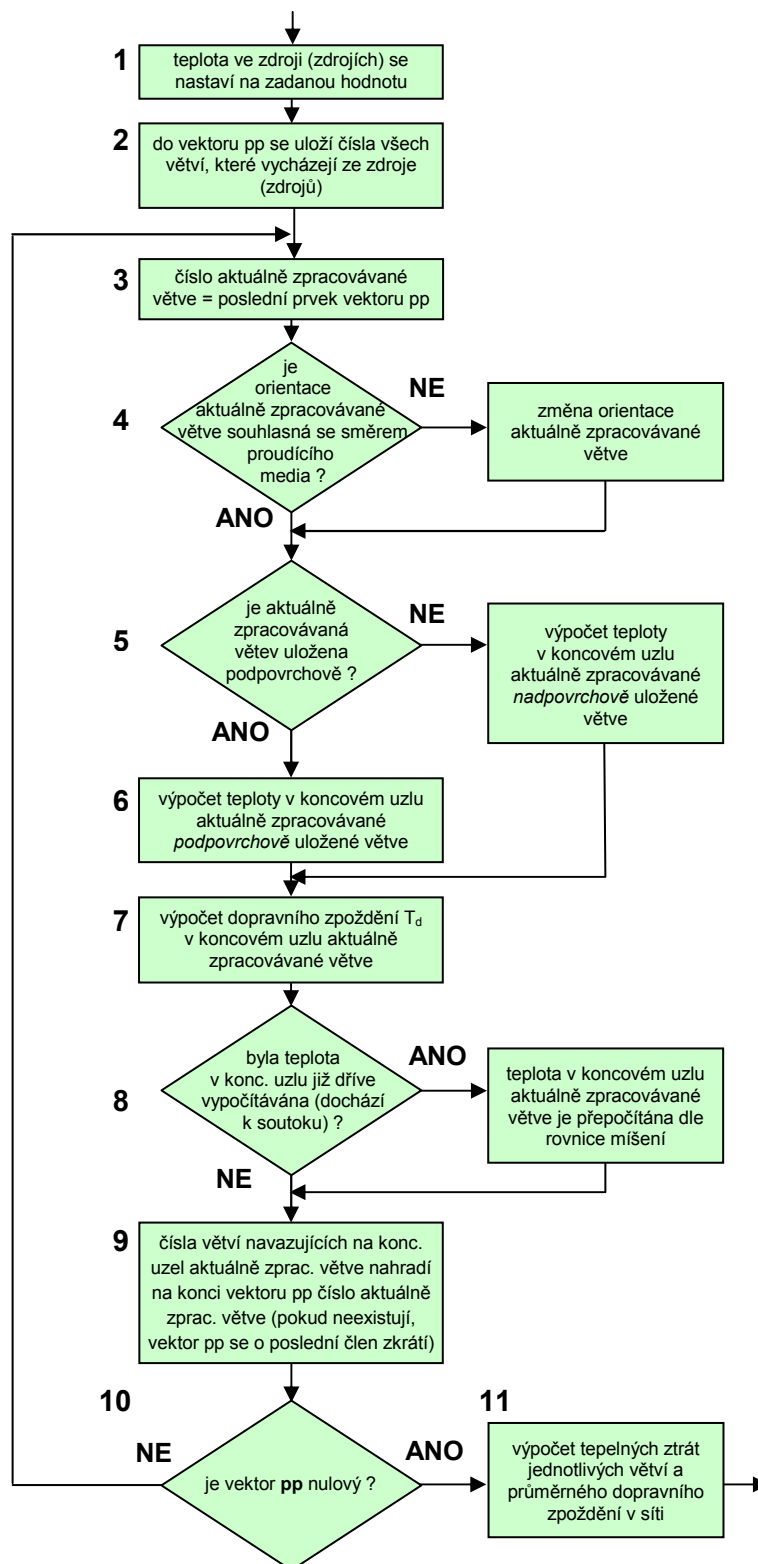 1
teplota ve zdroji (zdrojích) se
nastaví na zadanou hodnotu
2
do vektoru pp se uloží čísla všech
větví, které vycházejí ze zdroje
(zdrojů)
3
číslo aktuálně zpracovávané
větve = poslední prvek vektoru pp
4
je
orientace
aktuálně zpracovávané
větve souhlasná se směrem
proudícího
media ?
NE
změna orientace
aktuálně zpracovávané
větve
ANO
5
je aktuálně
zpracovávaná
větev uložena
podpovrchově ?
NE
výpočet teploty
v koncovém uzlu
aktuálně zpracovávané
nadpovrchově uložené
větve
ANO
6
výpočet teploty v koncovém uzlu
aktuálně zpracovávané
podpovrchově uložené větve
7
výpočet dopravního zpoždění Td
v koncovém uzlu aktuálně
zpracovávané větve
8
byla teplota
v konc. uzlu již dříve
vypočítávána (dochází
k soutoku) ?
ANO
teplota v koncovém uzlu
aktuálně zpracovávané
větve je přepočítána dle
rovnice míšení
NE
9
čísla větví navazujících na konc.
uzel aktuálně zprac. větve nahradí
na konci vektoru pp číslo aktuálně
zprac. větve (pokud neexistují,
vektor pp se o poslední člen zkrátí)
10
NE
je vektor pp nulový ?
ANO
11
výpočet tepelných ztrát
jednotlivých větví a
průměrného dopravního
zpoždění v síti